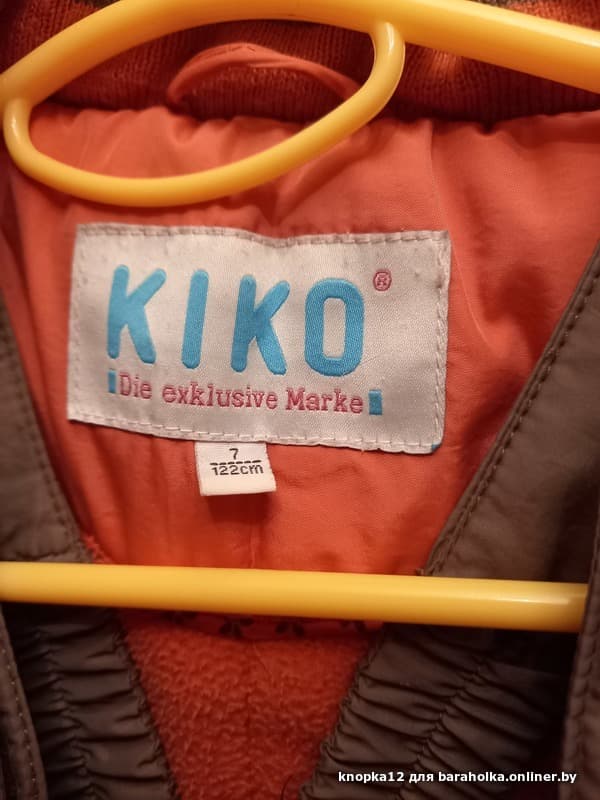 KIKO®
Die exklusive Marke
7
122cm
knopka12 для baraholka.onliner.by